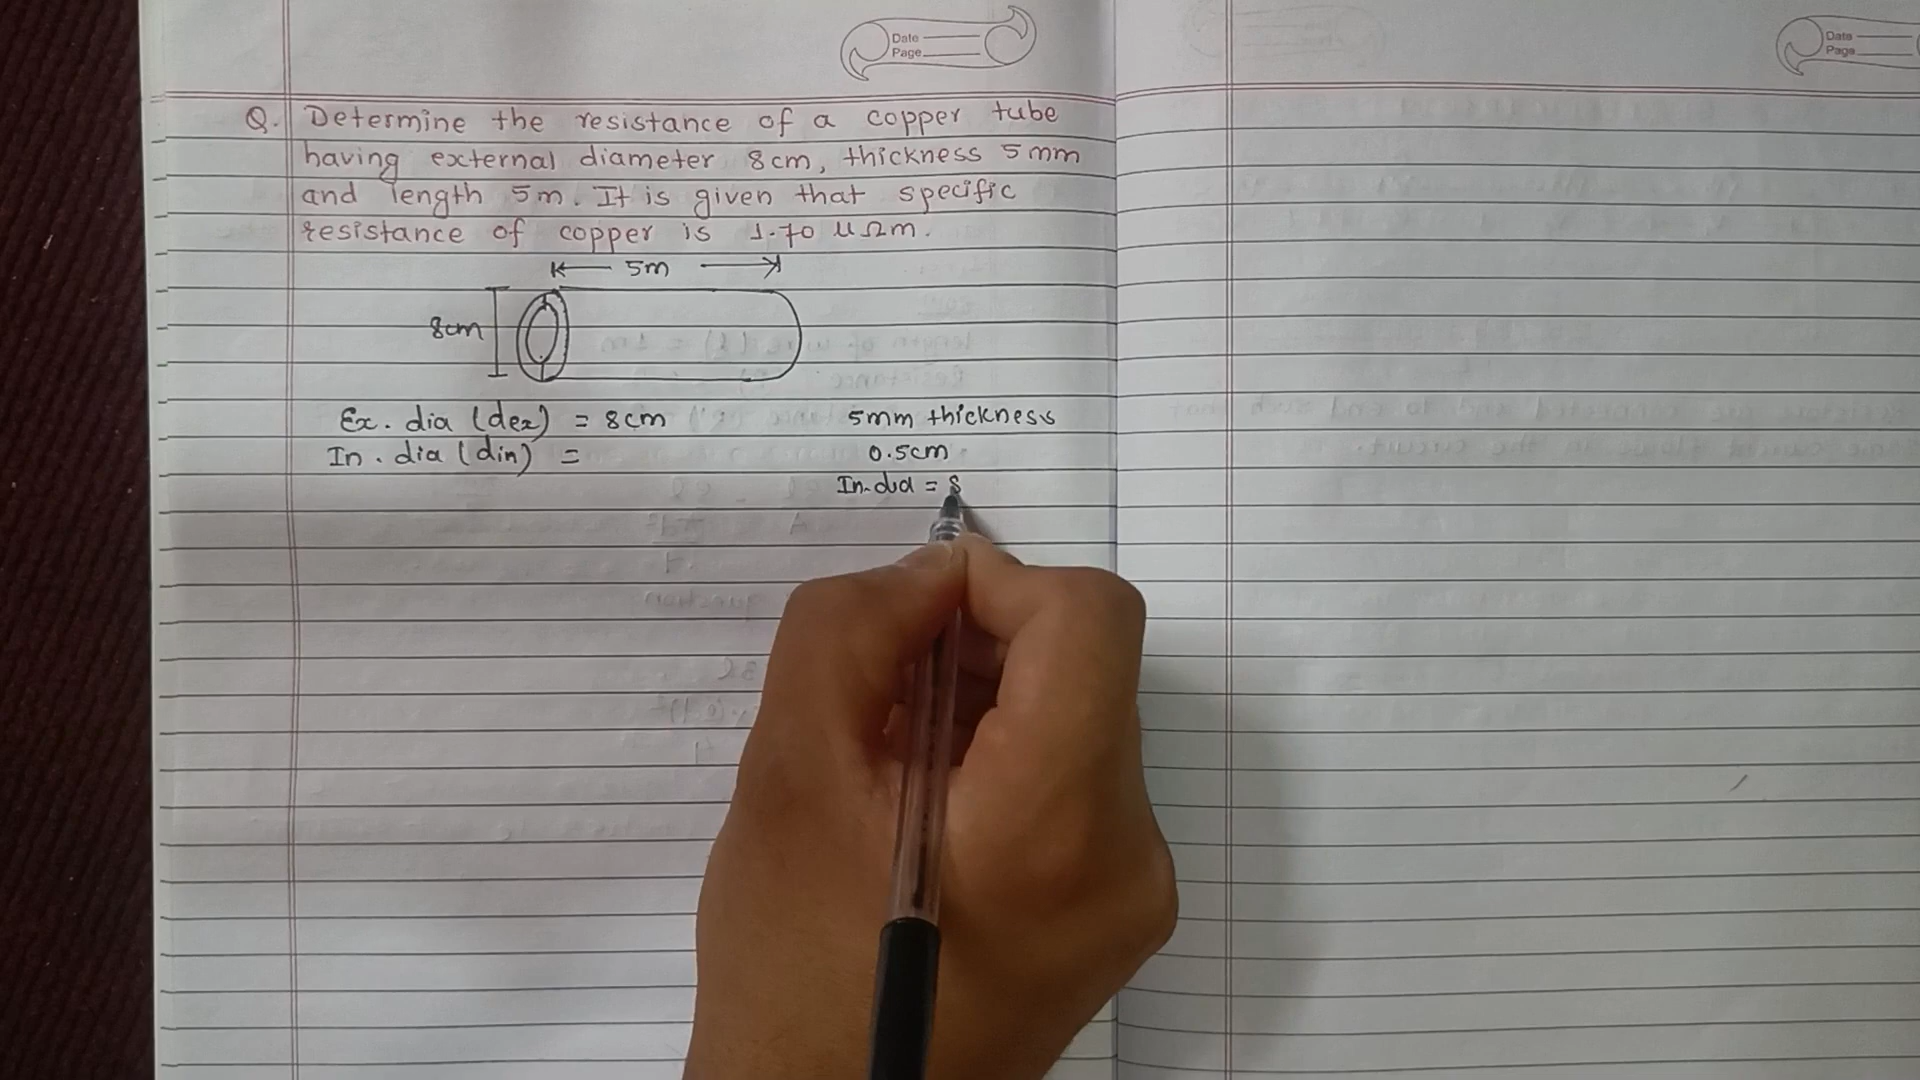 Date
Page
Date
Page
Q. Determine the resistance of a copper tube
having external diameter 8cm, thickness 5mm
and length 5m. It is given that specific
resistance of copper is 1.70 µΩm.
5m
8cm
Ex. dia (dex) = 8cm
5mm thickness
In. dia (din) =
0.5cm
In. dia = 8